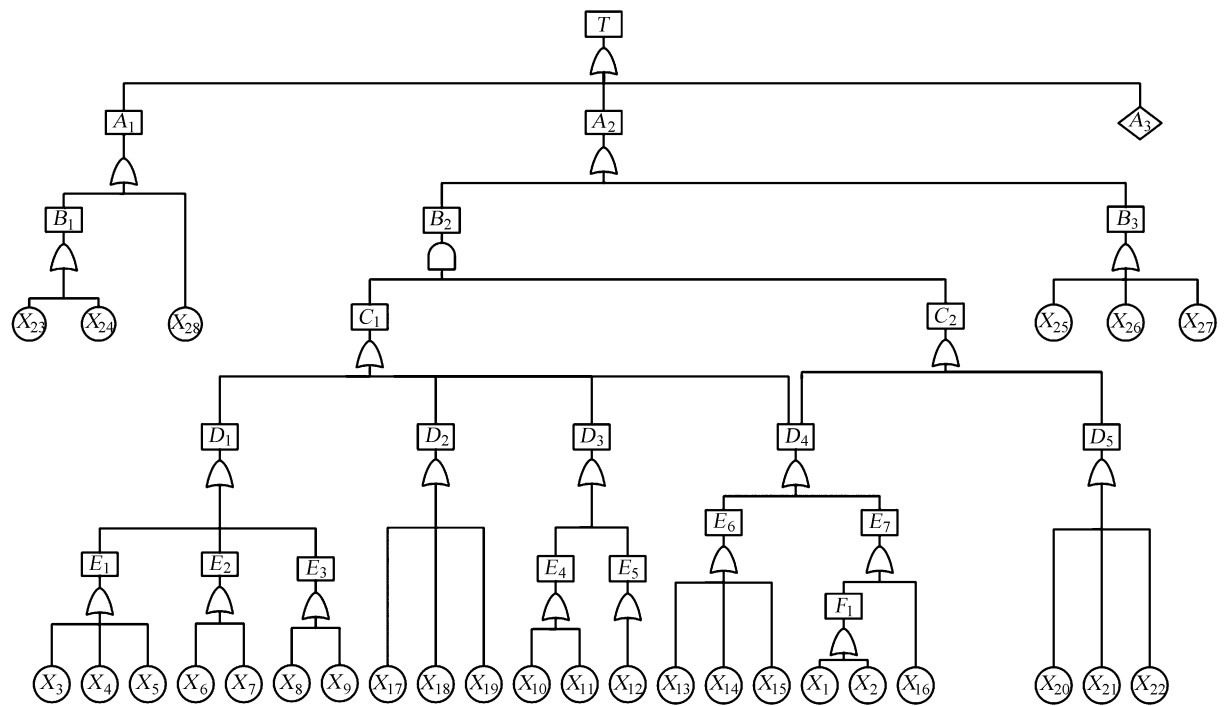 T
A₁ A₂ A₃
B₁ B₂ B₃
X₂₃ X₂₄ X₂₈ C₁ C₂ X₂₅ X₂₆ X₂₇
D₁ D₂ D₃ D₄ D₅
E₆ E₇
E₁ E₂ E₃ E₄ E₅
F₁
X₃ X₄ X₅ X₆ X₇ X₈ X₉ X₁₇ X₁₈ X₁₉ X₁₀ X₁₁ X₁₂ X₁₃ X₁₄ X₁₅ X₁ X₂ X₁₆ X₂₀ X₂₁ X₂₂